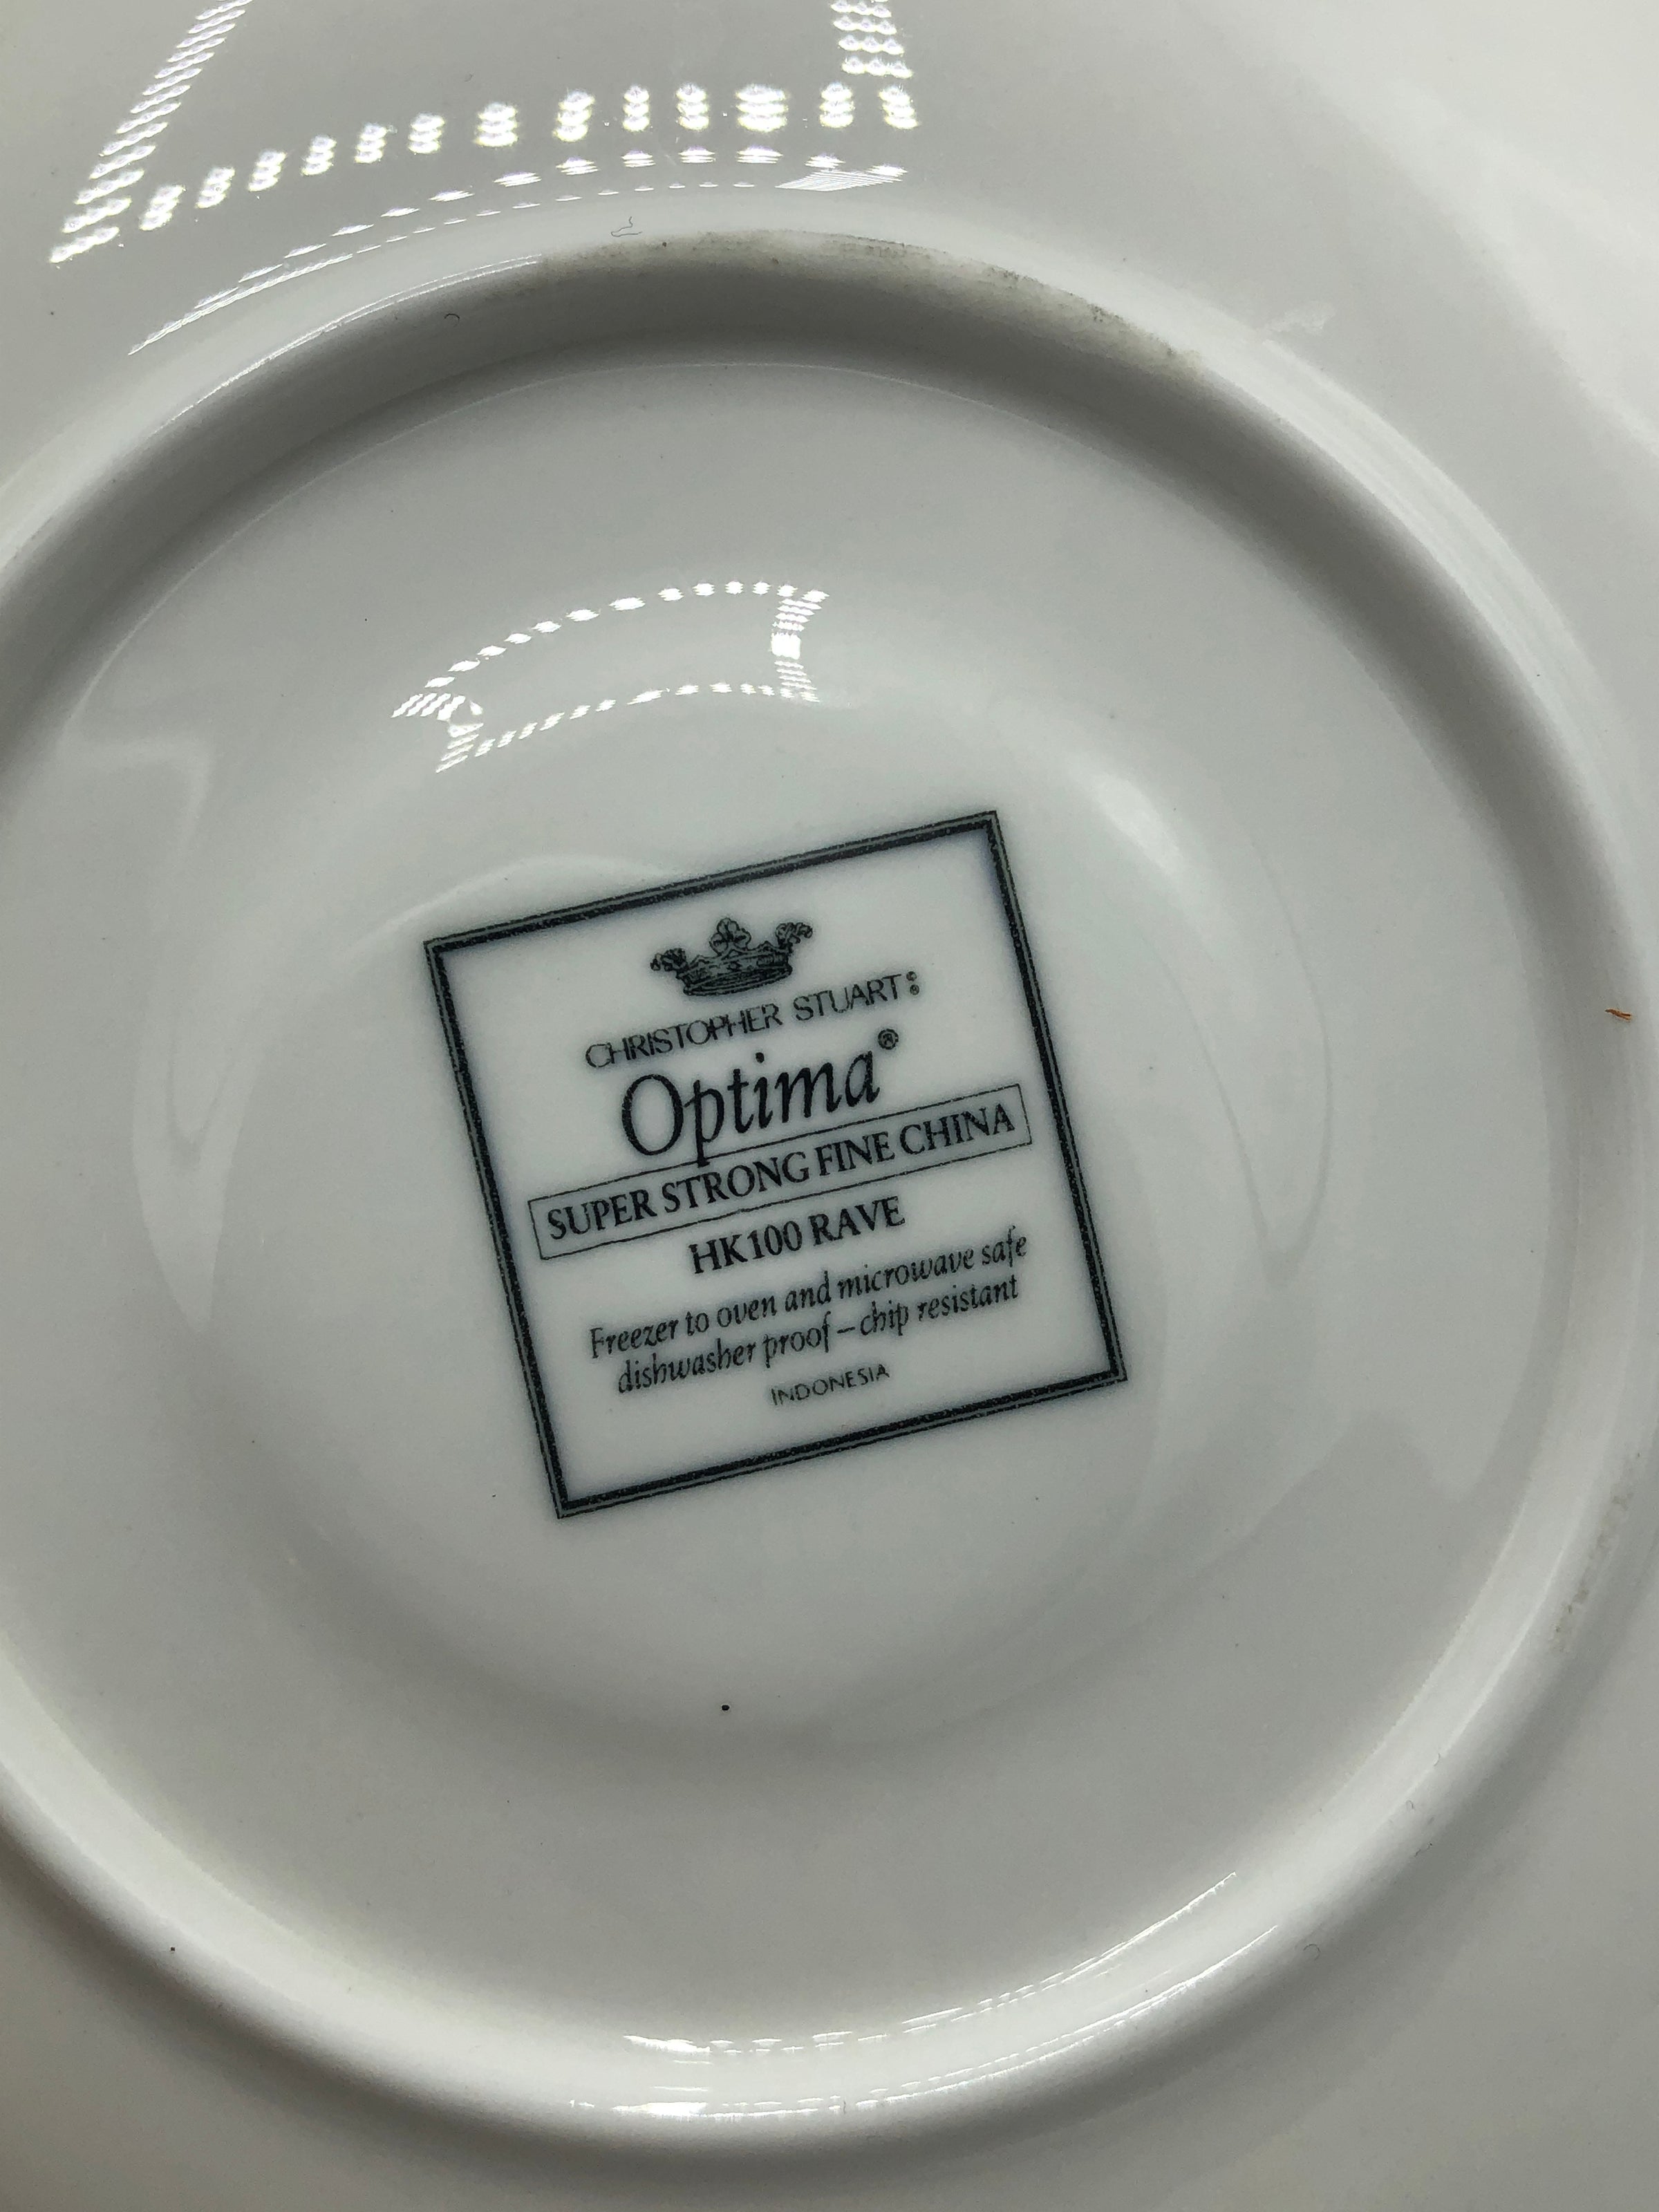 CHRISTOPHER STUART:
Optima®
SUPER STRONG FINE CHINA
HK100 RAVE
Freezer to oven and microwave safe
dishwasher proof – chip resistant
INDONESIA